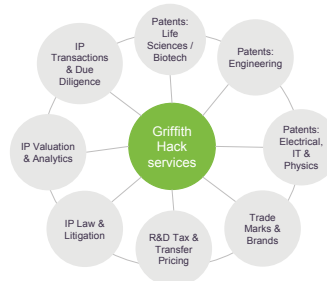 Patents:
Life
Sciences /
Biotech
Patents:
Engineering
Patents:
Electrical,
IT &
Physics
Trade
Marks &
Brands
R&D Tax &
Transfer
Pricing
IP Law &
Litigation
IP Valuation
& Analytics
IP
Transactions
& Due
Diligence
Griffith
Hack
services